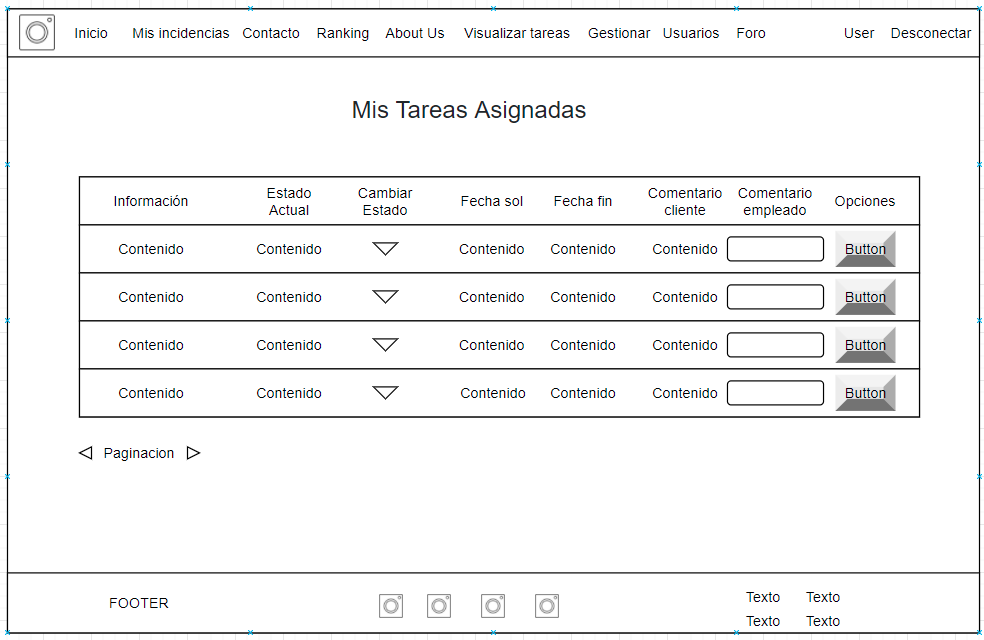 Inicio Mis incidencias Contacto Ranking About Us Visualizar tareas Gestionar Usuarios Foro User Desconectar
Mis Tareas Asignadas
Información Estado Actual Cambiar Estado Fecha sol Fecha fin Comentario cliente Comentario empleado Opciones
Contenido Contenido Contenido Contenido Contenido Button
Contenido Contenido Contenido Contenido Contenido Button
Contenido Contenido Contenido Contenido Contenido Button
Contenido Contenido Contenido Contenido Contenido Button
Paginacion
FOOTER
Texto Texto
Texto Texto